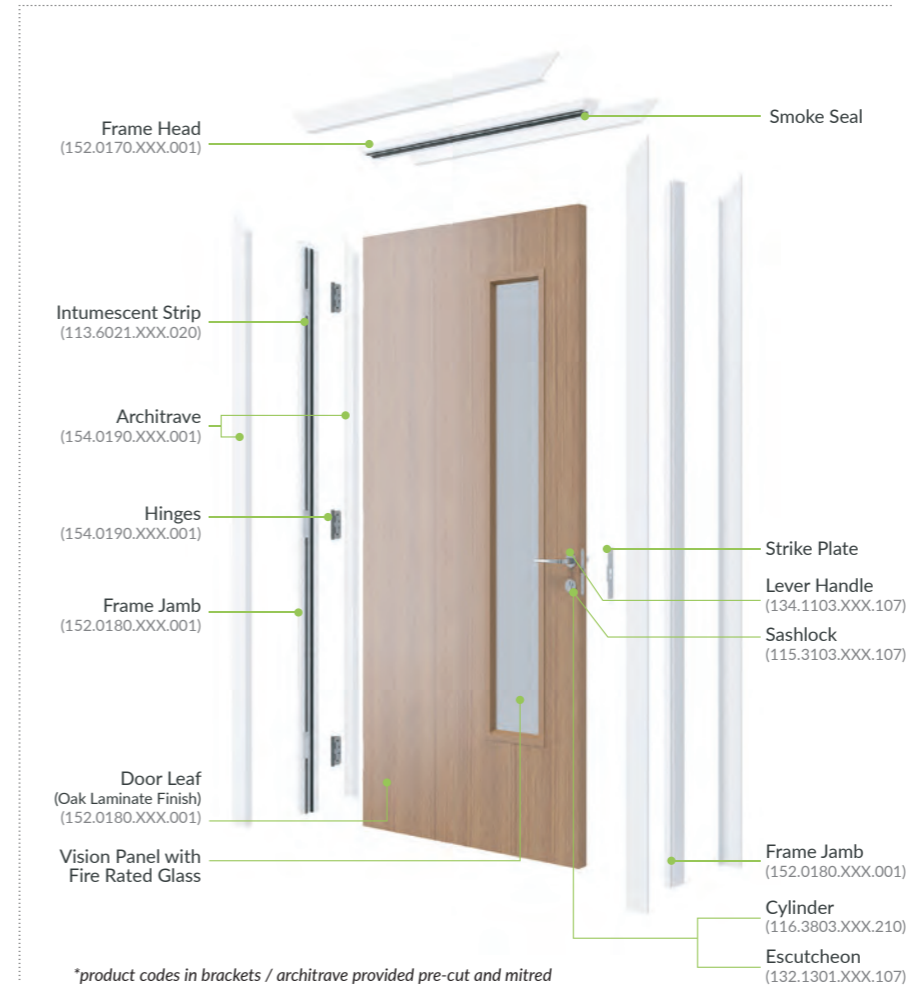 Frame Head
(152.0170.XXX.001)
Smoke Seal
Intumescent Strip
(113.6021.XXX.020)
Architrave
(154.0190.XXX.001)
Hinges
(154.0190.XXX.001)
Frame Jamb
(152.0180.XXX.001)
Door Leaf
(Oak Laminate Finish)
(152.0180.XXX.001)
Vision Panel with
Fire Rated Glass
Strike Plate
Lever Handle
(134.1103.XXX.107)
Sashlock
(115.3103.XXX.107)
Frame Jamb
(152.0180.XXX.001)
Cylinder
(116.3803.XXX.210)
Escutcheon
(132.1301.XXX.107)
*product codes in brackets / architrave provided pre-cut and mitred